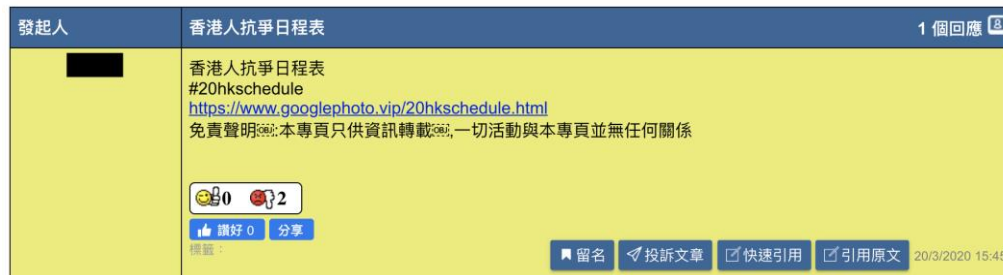 發起人 香港人抗爭日程表 1 個回應
香港人抗爭日程表
#20hkschedule
https://www.googlephoto.vip/20hkschedule.html
免責聲明:本專頁只供資訊轉載,一切活動與本專頁並無任何關係
0 2
讚好 0 分享
標籤：
留名 投訴文章 快速引用 引用原文 20/3/2020 15:45